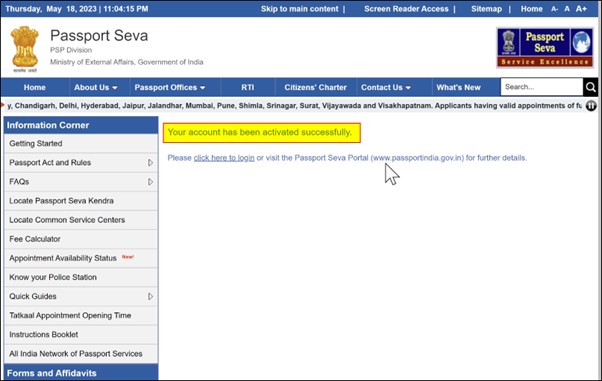 Thursday, May 18, 2023 | 11:04:15 PM Skip to main content | Screen Reader Access | Sitemap | Home A- A A+
Passport Seva
PSP Division
Ministry of External Affairs, Government of India
Passport
Seva
Service Excellence
Home About Us Passport Offices RTI Citizens' Charter Contact Us What's New Search...
y, Chandigarh, Delhi, Hyderabad, Jaipur, Jalandhar, Mumbai, Pune, Shimla, Srinagar, Surat, Vijayawada and Visakhapatnam. Applicants having valid appointments of fu
Information Corner
Your account has been activated successfully.
Getting Started
Please click here to login or visit the Passport Seva Portal (www.passportindia.gov.in) for further details.
Passport Act and Rules
FAQs
Locate Passport Seva Kendra
Locate Common Service Centers
Fee Calculator
Appointment Availability Status New!
Know your Police Station
Quick Guides
Tatkaal Appointment Opening Time
Instructions Booklet
All India Network of Passport Services
Forms and Affidavits